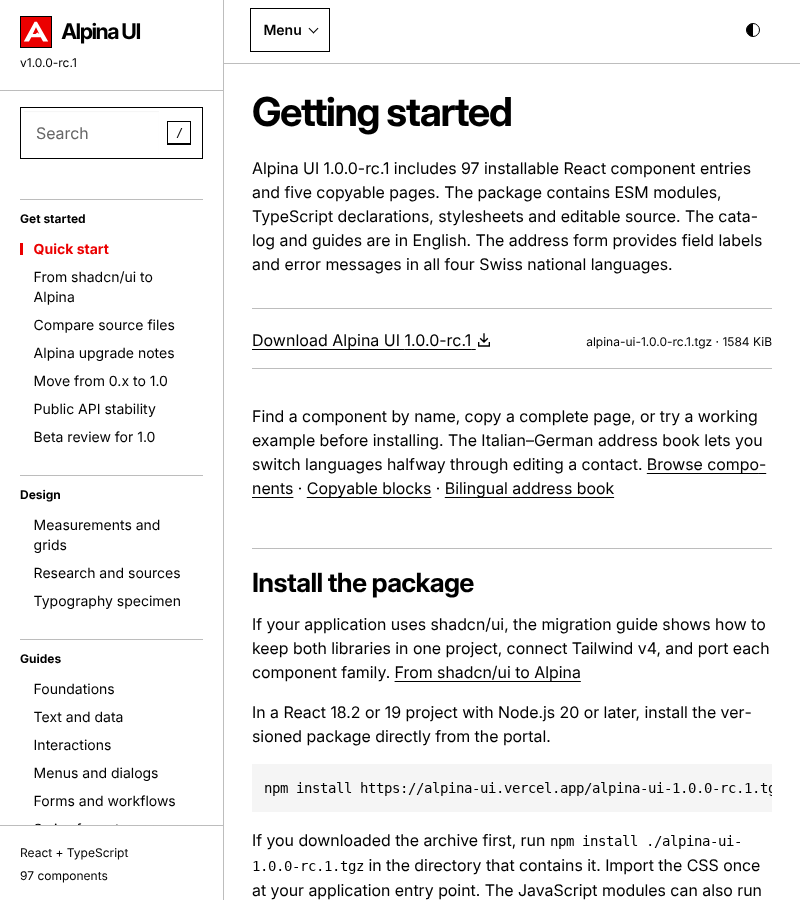 Alpina UI
v1.0.0-rc.1
Search
/
Get started
Quick start
From shadcn/ui to
Alpina
Compare source files
Alpina upgrade notes
Move from 0.x to 1.0
Public API stability
Beta review for 1.0
Design
Measurements and
grids
Research and sources
Typography specimen
Guides
Foundations
Text and data
Interactions
Menus and dialogs
Forms and workflows
React + TypeScript
97 components
Menu
Getting started
Alpina UI 1.0.0-rc.1 includes 97 installable React component entries
and five copyable pages. The package contains ESM modules,
TypeScript declarations, stylesheets and editable source. The cata-
log and guides are in English. The address form provides field labels
and error messages in all four Swiss national languages.
Download Alpina UI 1.0.0-rc.1
alpina-ui-1.0.0-rc.1.tgz · 1584 KiB
Find a component by name, copy a complete page, or try a working
example before installing. The Italian–German address book lets you
switch languages halfway through editing a contact. Browse compo-
nents · Copyable blocks · Bilingual address book
Install the package
If your application uses shadcn/ui, the migration guide shows how to
keep both libraries in one project, connect Tailwind v4, and port each
component family. From shadcn/ui to Alpina
In a React 18.2 or 19 project with Node.js 20 or later, install the ver-
sioned package directly from the portal.
npm install https://alpina-ui.vercel.app/alpina-ui-1.0.0-rc.1.tg
If you downloaded the archive first, run npm install ./alpina-ui-
1.0.0-rc.1.tgz in the directory that contains it. Import the CSS once
at your application entry point. The JavaScript modules can also run